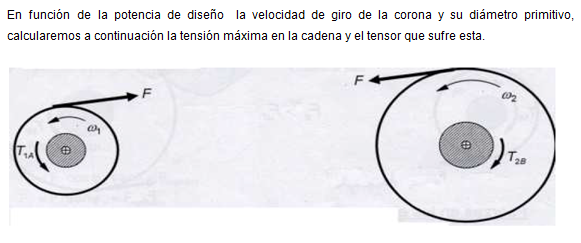 En función de la potencia de diseño la velocidad de giro de la corona y su diámetro primitivo,
calcularemos a continuación la tensión máxima en la cadena y el tensor que sufre esta.
F
F
ω1
ω2
T1A
T2B